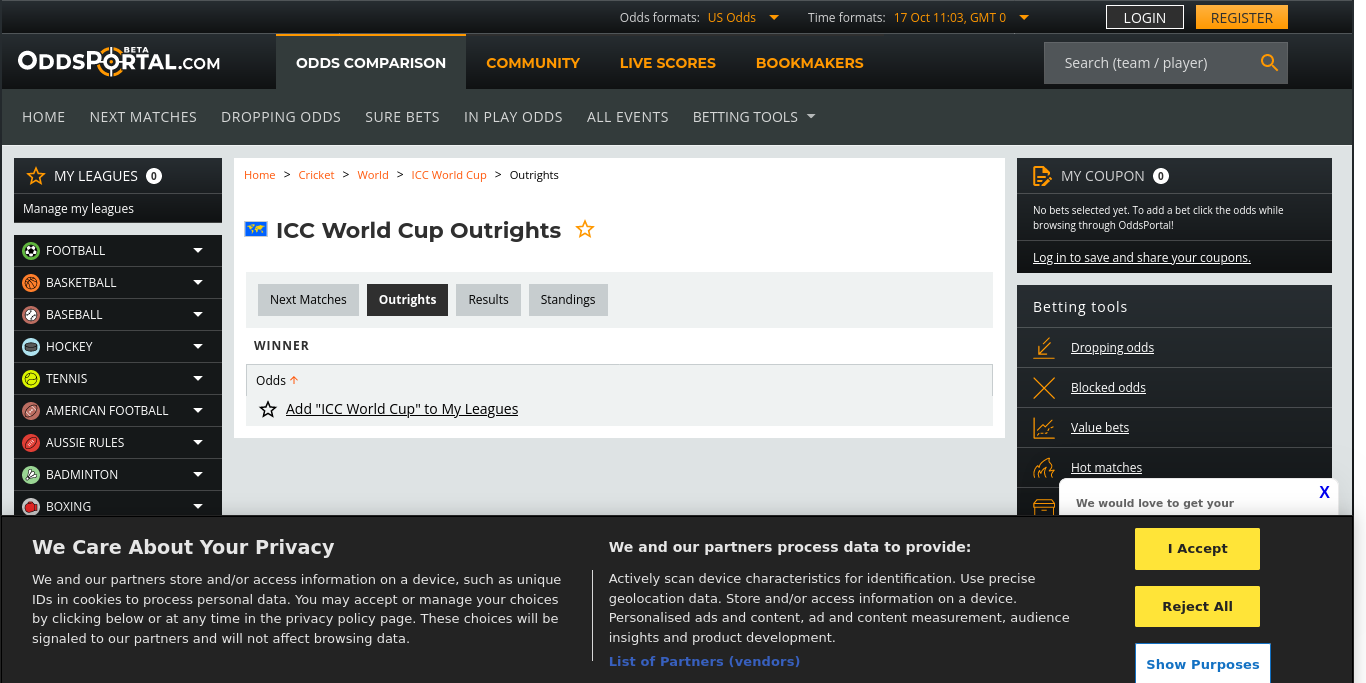 Odds formats: US Odds Time formats: 17 Oct 11:03, GMT 0 LOGIN REGISTER
ODDSPORTAL.COM BETA
ODDS COMPARISON COMMUNITY LIVE SCORES BOOKMAKERS
Search (team / player)
HOME NEXT MATCHES DROPPING ODDS SURE BETS IN PLAY ODDS ALL EVENTS BETTING TOOLS
MY LEAGUES 0
Manage my leagues
FOOTBALL
BASKETBALL
BASEBALL
HOCKEY
TENNIS
AMERICAN FOOTBALL
AUSSIE RULES
BADMINTON
BOXING
Home > Cricket > World > ICC World Cup > Outrights
ICC World Cup Outrights
Next Matches Outrights Results Standings
WINNER
Odds
Add "ICC World Cup" to My Leagues
MY COUPON 0
No bets selected yet. To add a bet click the odds while
browsing through OddsPortal!
Log in to save and share your coupons.
Betting tools
Dropping odds
Blocked odds
Value bets
Hot matches
X
We would love to get your
We Care About Your Privacy
We and our partners store and/or access information on a device, such as unique
IDs in cookies to process personal data. You may accept or manage your choices
by clicking below or at any time in the privacy policy page. These choices will be
signaled to our partners and will not affect browsing data.
We and our partners process data to provide:
Actively scan device characteristics for identification. Use precise
geolocation data. Store and/or access information on a device.
Personalised ads and content, ad and content measurement, audience
insights and product development.
List of Partners (vendors)
I Accept
Reject All
Show Purposes